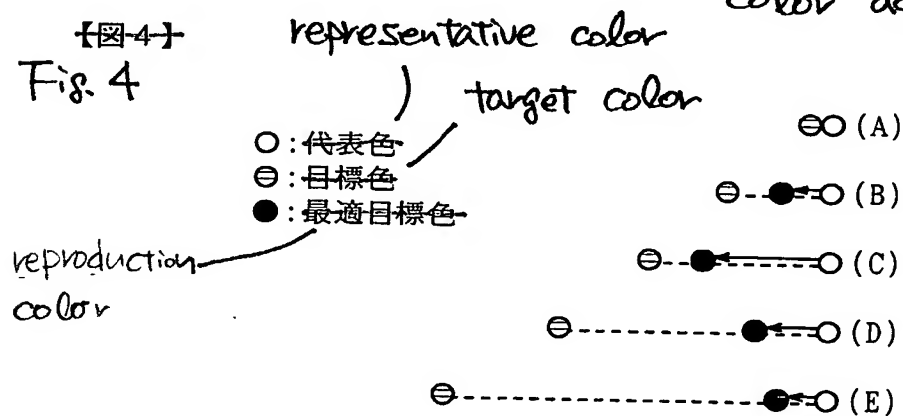 color
【図4】
representative color
Fig. 4
target color
○:代表色
⊖:目標色
●:最適目標色
reproduction
color
(A)
(B)
(C)
(D)
(E)